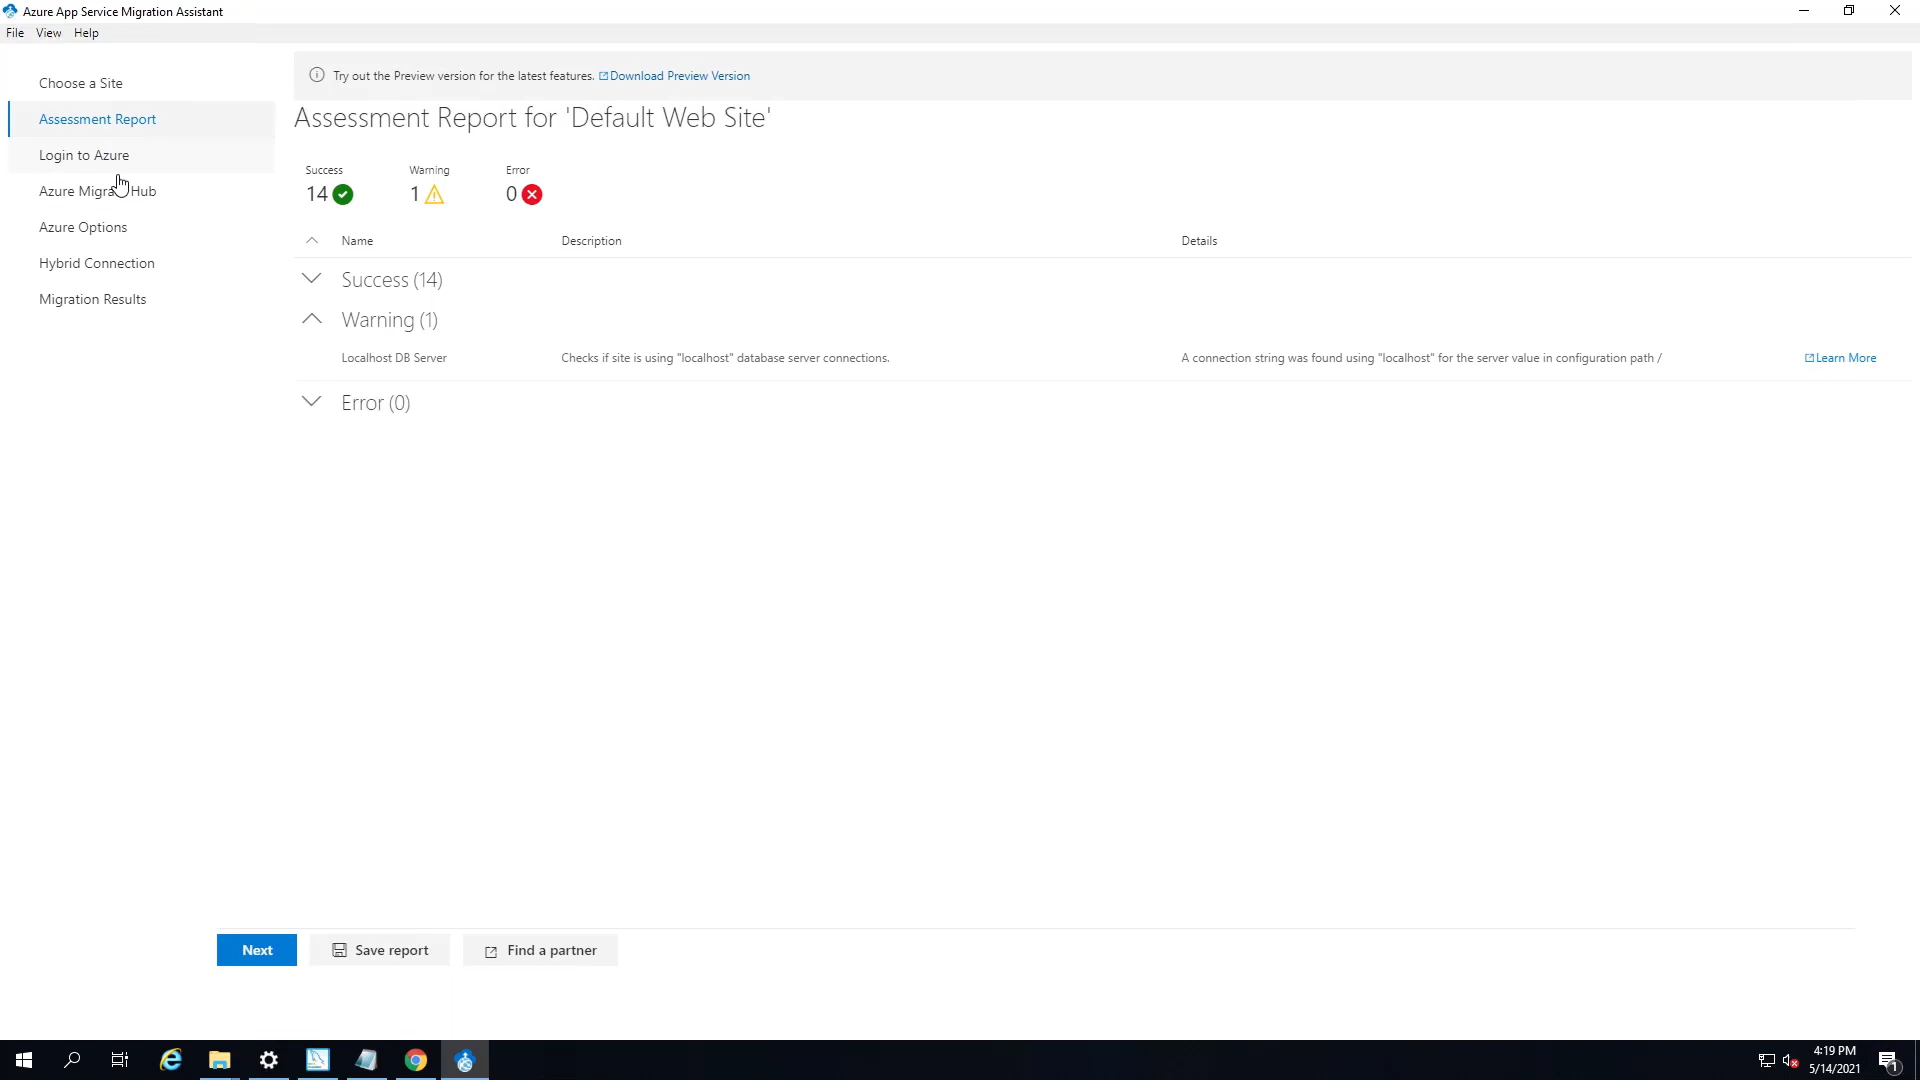 Azure App Service Migration Assistant
File View Help
Choose a Site
Assessment Report
Login to Azure
Azure Migrate Hub
Azure Options
Hybrid Connection
Migration Results
Try out the Preview version for the latest features. Download Preview Version
Assessment Report for 'Default Web Site'
Success Warning Error
14 1 0
Name Description Details
Success (14)
Warning (1)
Localhost DB Server Checks if site is using "localhost" database server connections. A connection string was found using "localhost" for the server value in configuration path / Learn More
Error (0)
Next Save report Find a partner
4:19 PM
5/14/2021
1